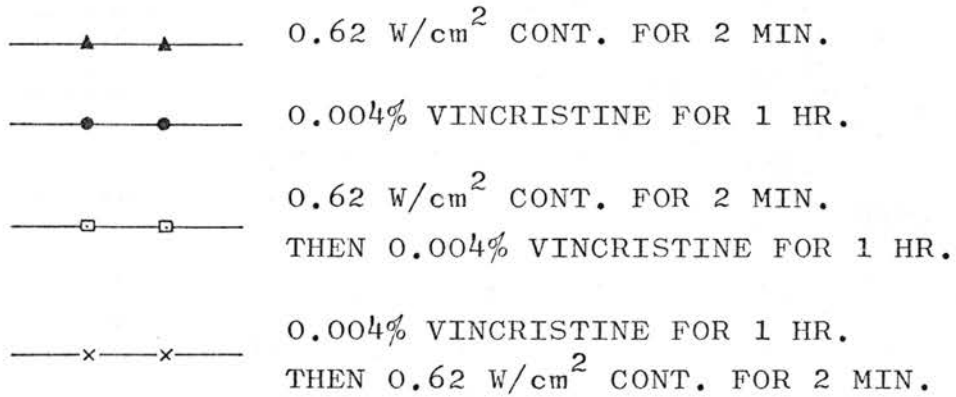 0.62 W/cm² CONT. FOR 2 MIN.
0.004% VINCRISTINE FOR 1 HR.
0.62 W/cm² CONT. FOR 2 MIN.
THEN 0.004% VINCRISTINE FOR 1 HR.
0.004% VINCRISTINE FOR 1 HR.
THEN 0.62 W/cm² CONT. FOR 2 MIN.